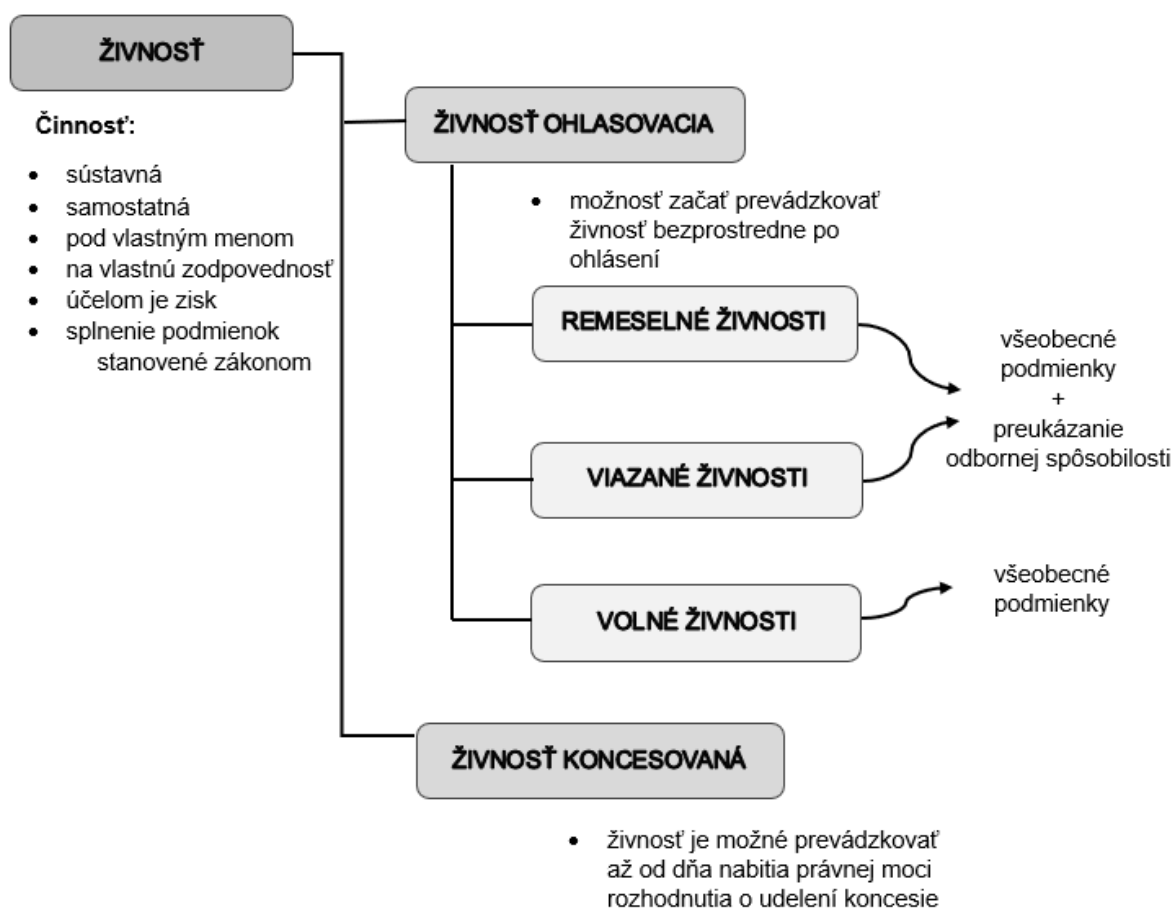 ŽIVNOSŤ
Činnosť:
• sústavná
• samostatná
• pod vlastným menom
• na vlastnú zodpovednosť
• účelom je zisk
• splnenie podmienok
stanovené zákonom
ŽIVNOSŤ OHLASOVACIA
• možnosť začať prevádzkovať
živnosť bezprostredne po
ohlásení
REMESELNÉ ŽIVNOSTI
VIAZANÉ ŽIVNOSTI
všeobecné
podmienky
+
preukázanie
odbornej spôsobilosti
VOLNÉ ŽIVNOSTI
všeobecné
podmienky
ŽIVNOSŤ KONCESOVANÁ
• živnosť je možné prevádzkovať
až od dňa nabitia právnej moci
rozhodnutia o udelení koncesie